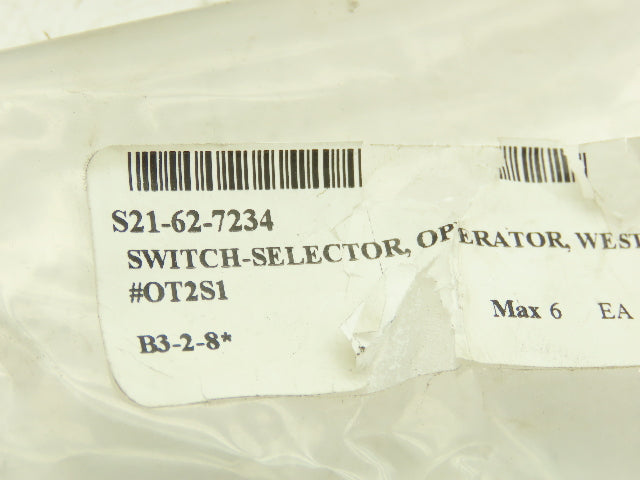 S21-62-7234
SWITCH-SELECTOR, OPERATOR, WEST
#OT2S1
Max 6 EA
B3-2-8*